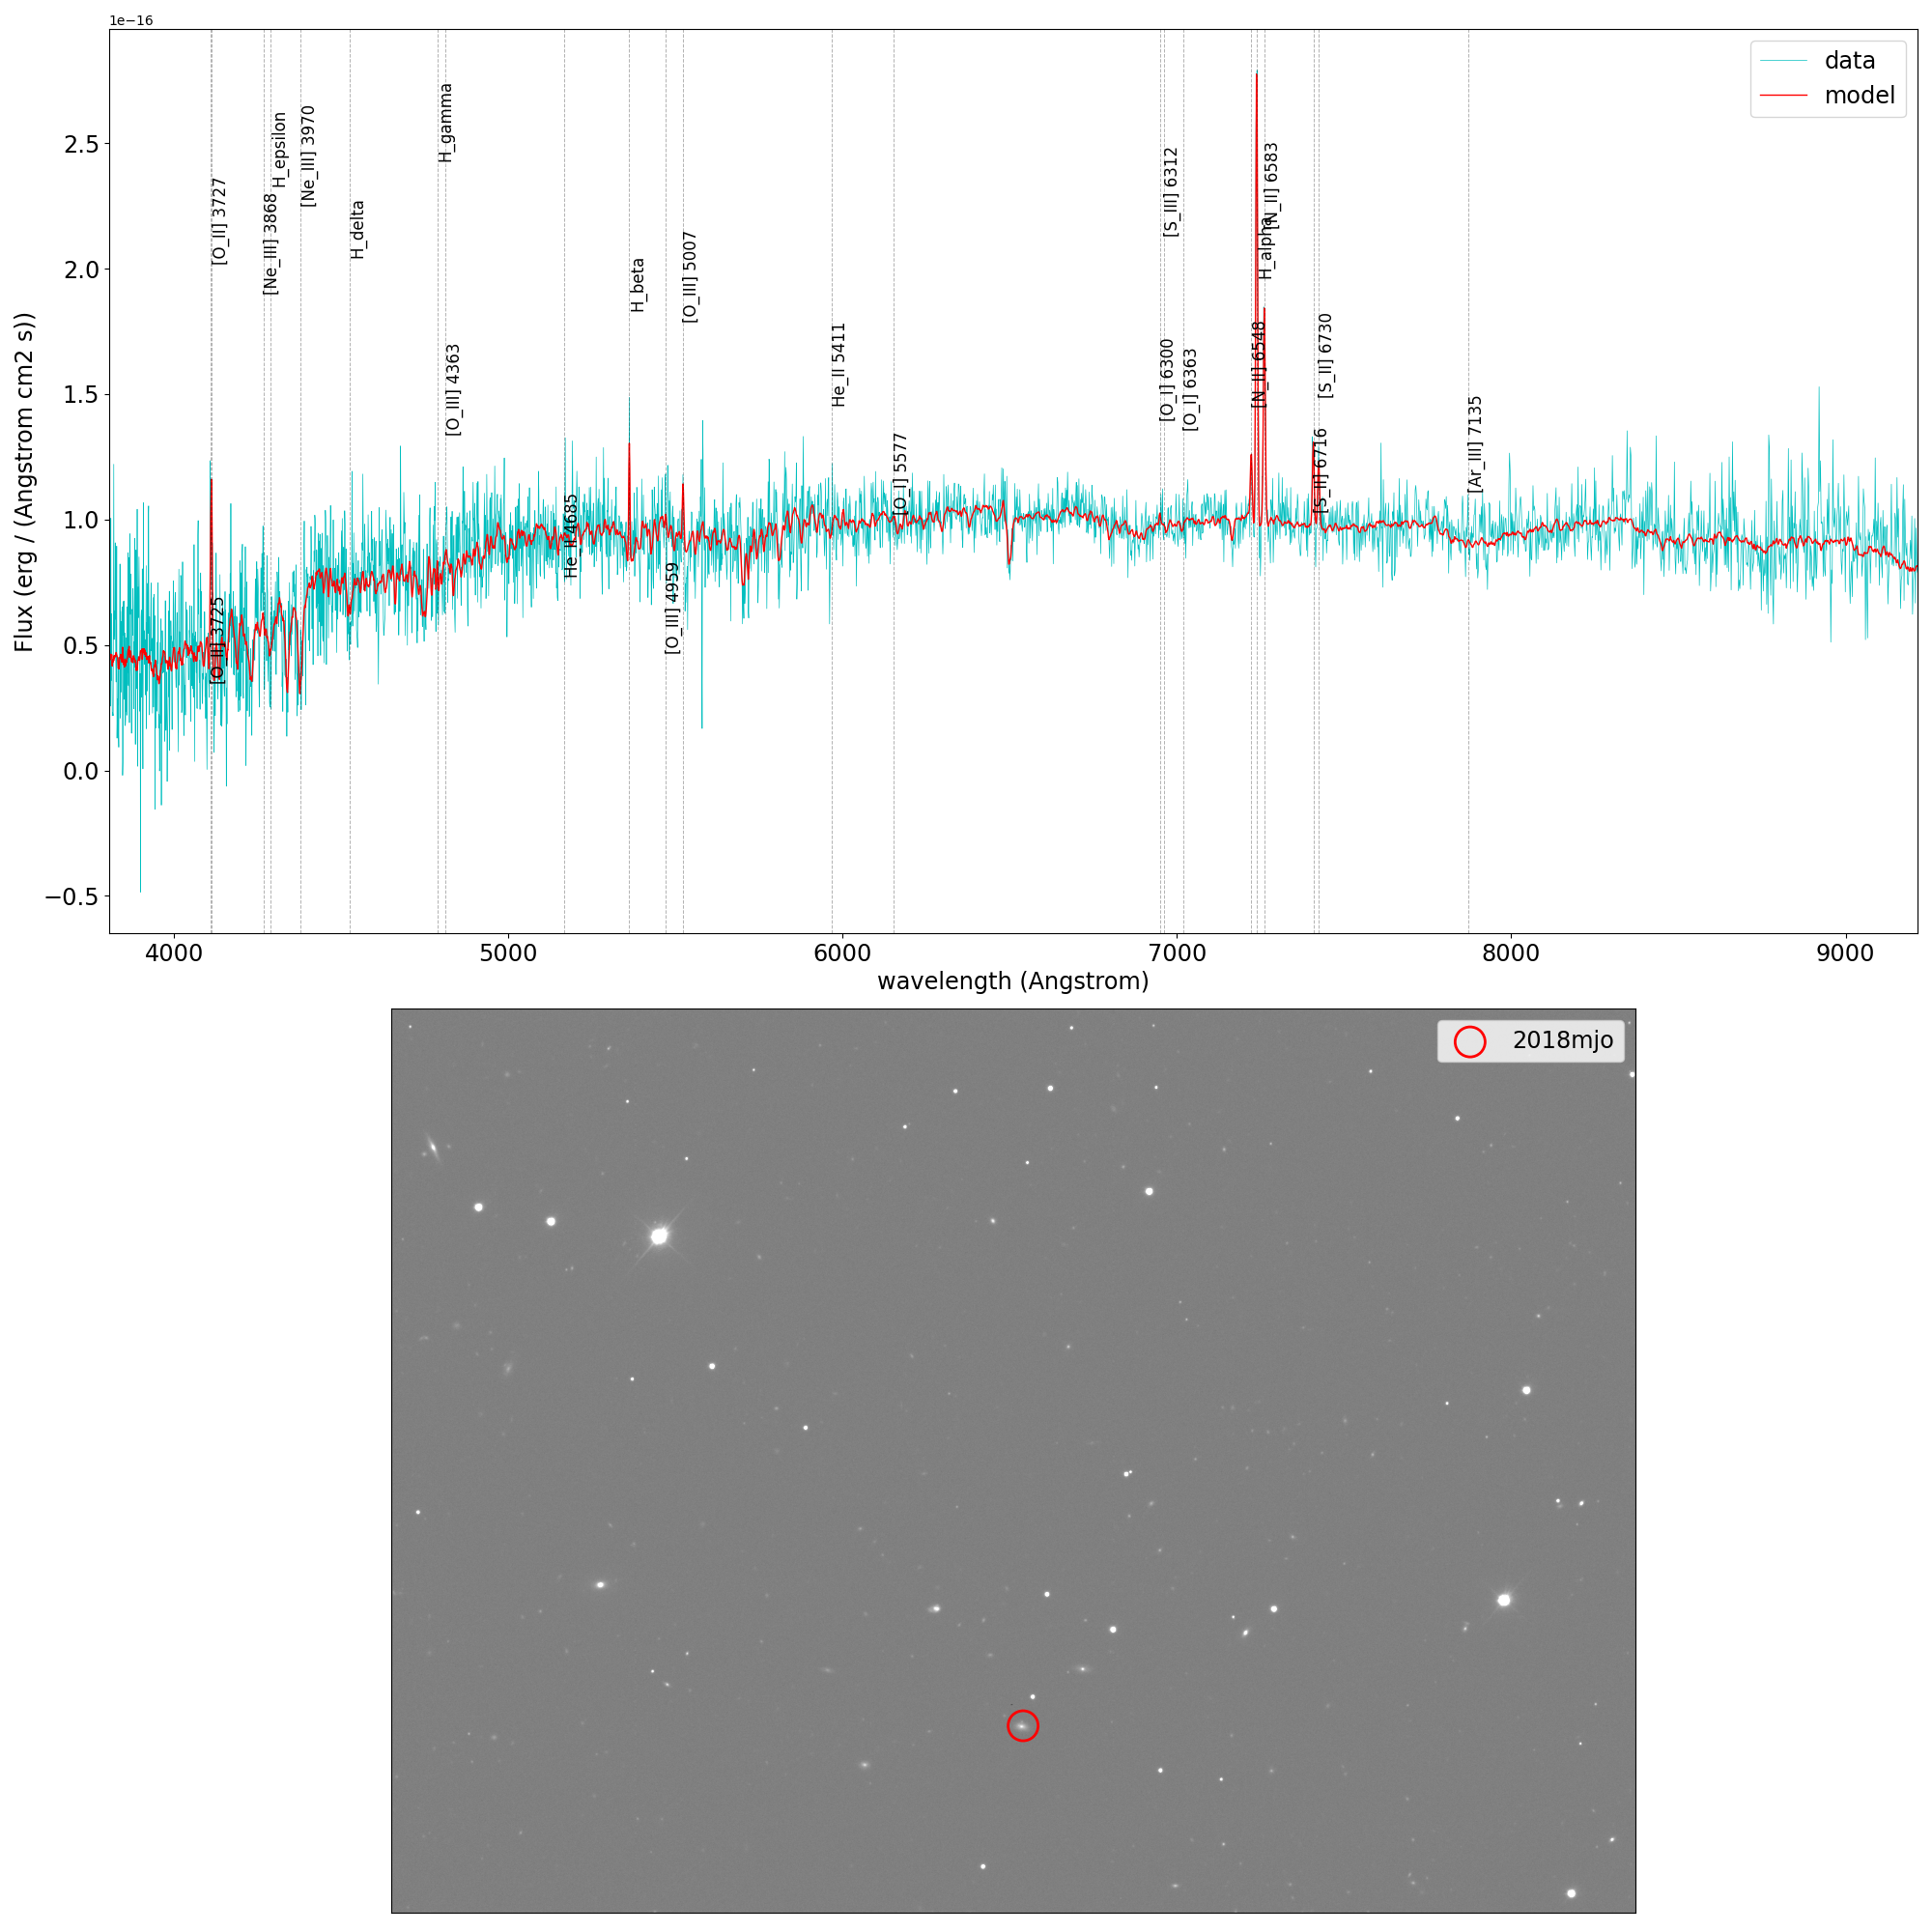 1e−16
data
model
H_gamma
[Ne_III] 3970
H_epsilon
[N_II] 6583
[S_III] 6312
[O_II] 3727
[Ne_III] 3868
H_delta
H_alpha
[O_III] 5007
H_beta
[S_II] 6730
[N_II] 6548
He_II 5411
[O_III] 4363
[O_I] 6300
[O_I] 6363
[Ar_III] 7135
[S_II] 6716
[O_I] 5577
He_II 4685
[O_III] 4959
[O_II] 3725
2.5
2.0
1.5
1.0
0.5
0.0
−0.5
Flux (erg / (Angstrom cm2 s))
4000 5000 6000 7000 8000 9000
wavelength (Angstrom)
2018mjo